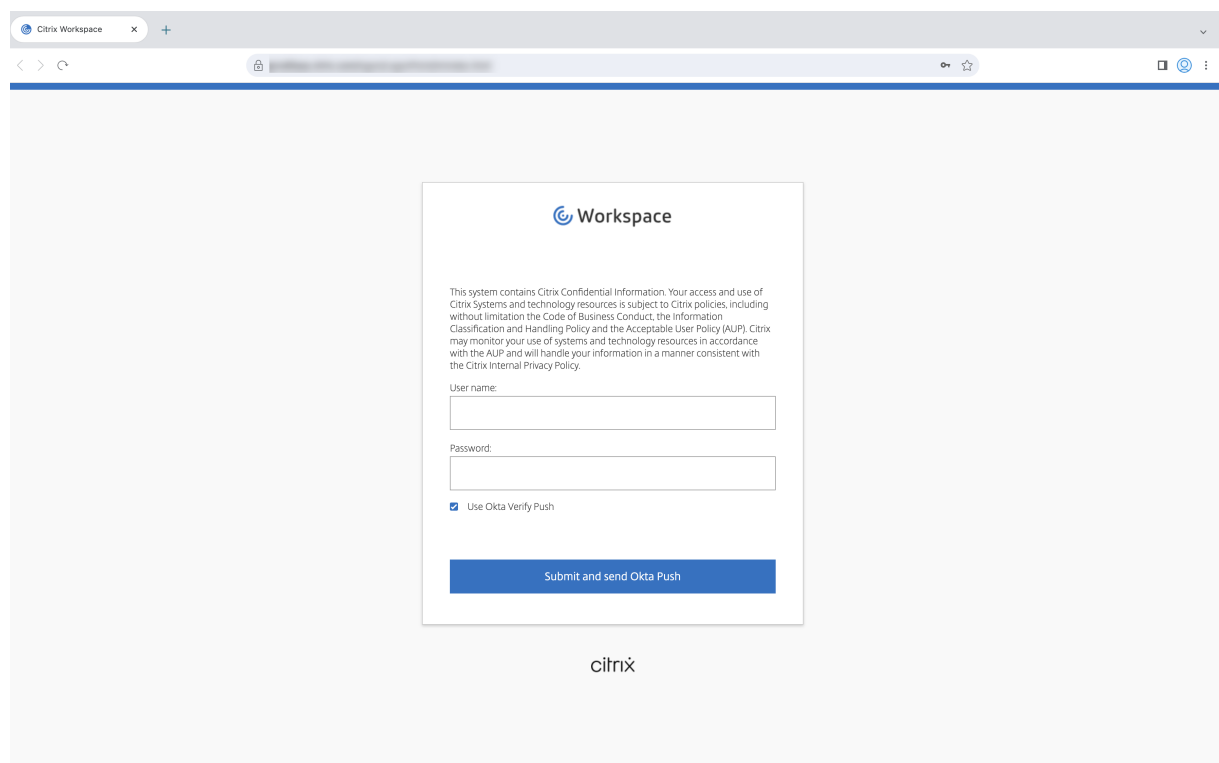 Citrix Workspace
Workspace
This system contains Citrix Confidential Information. Your access and use of
Citrix Systems and technology resources is subject to Citrix policies, including
without limitation the Code of Business Conduct, the Information
Classification and Handling Policy and the Acceptable User Policy (AUP). Citrix
may monitor your use of systems and technology resources in accordance
with the AUP and will handle your information in a manner consistent with
the Citrix Internal Privacy Policy.
User name:
Password:
Use Okta Verify Push
Submit and send Okta Push
citrix